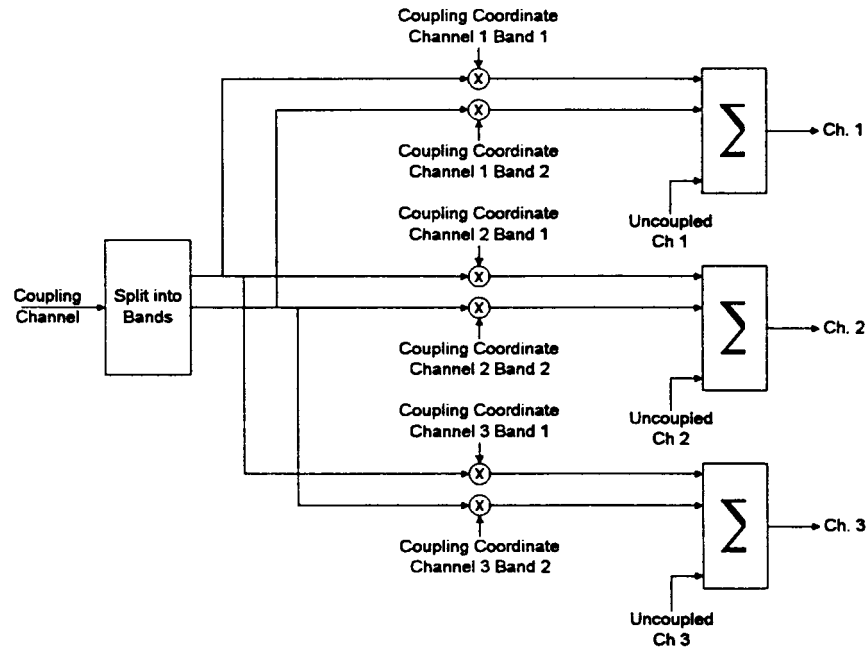 Coupling Coordinate
Channel 1 Band 1
X
X
Σ
Ch. 1
Coupling Coordinate
Channel 1 Band 2
Uncoupled
Ch 1
Coupling Coordinate
Channel 2 Band 1
Coupling
Channel
Split into
Bands
X
X
Σ
Ch. 2
Coupling Coordinate
Channel 2 Band 2
Uncoupled
Ch 2
Coupling Coordinate
Channel 3 Band 1
X
X
Σ
Ch. 3
Coupling Coordinate
Channel 3 Band 2
Uncoupled
Ch 3